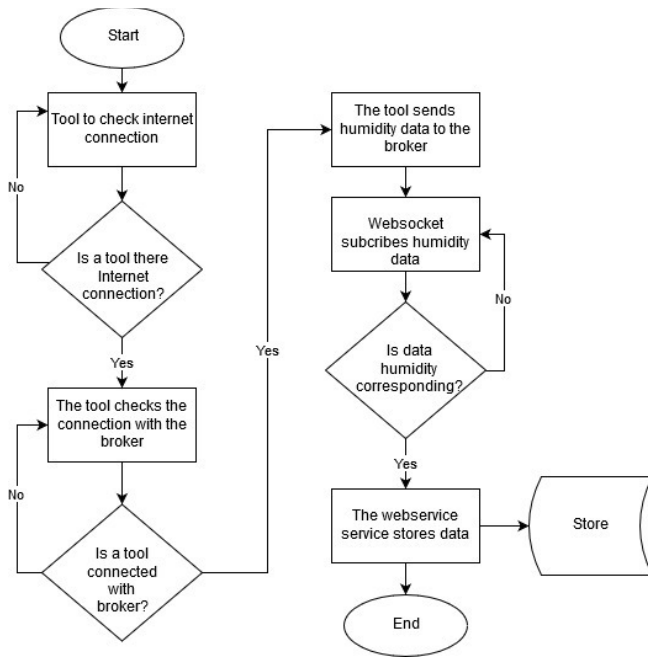 Start
Tool to check internet
connection
No
Is a tool there
Internet
connection?
Yes
The tool checks the
connection with the
broker
No
Is a tool
connected
with
broker?
Yes
The tool sends
humidity data to the
broker
Websocket
subcribes humidity
data
No
Is data
humidity
corresponding?
Yes
The webservice
service stores data
Store
End